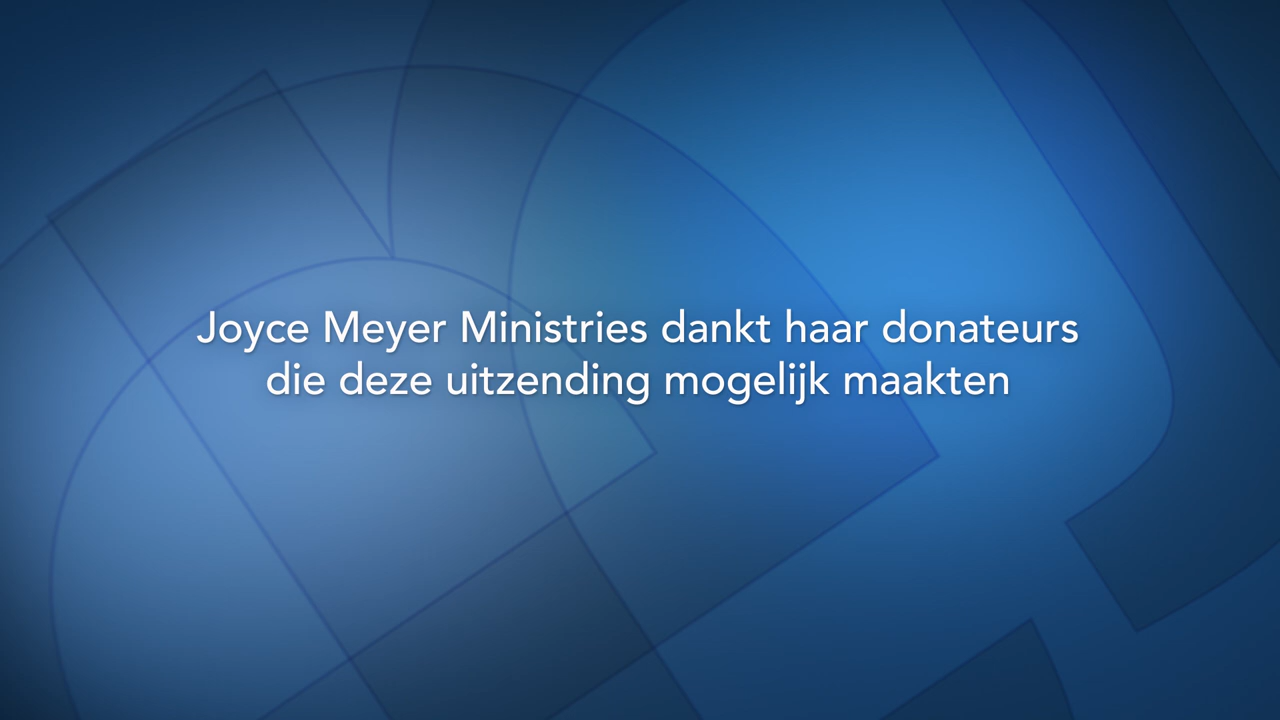 Joyce Meyer Ministries dankt haar donateurs
die deze uitzending mogelijk maakten